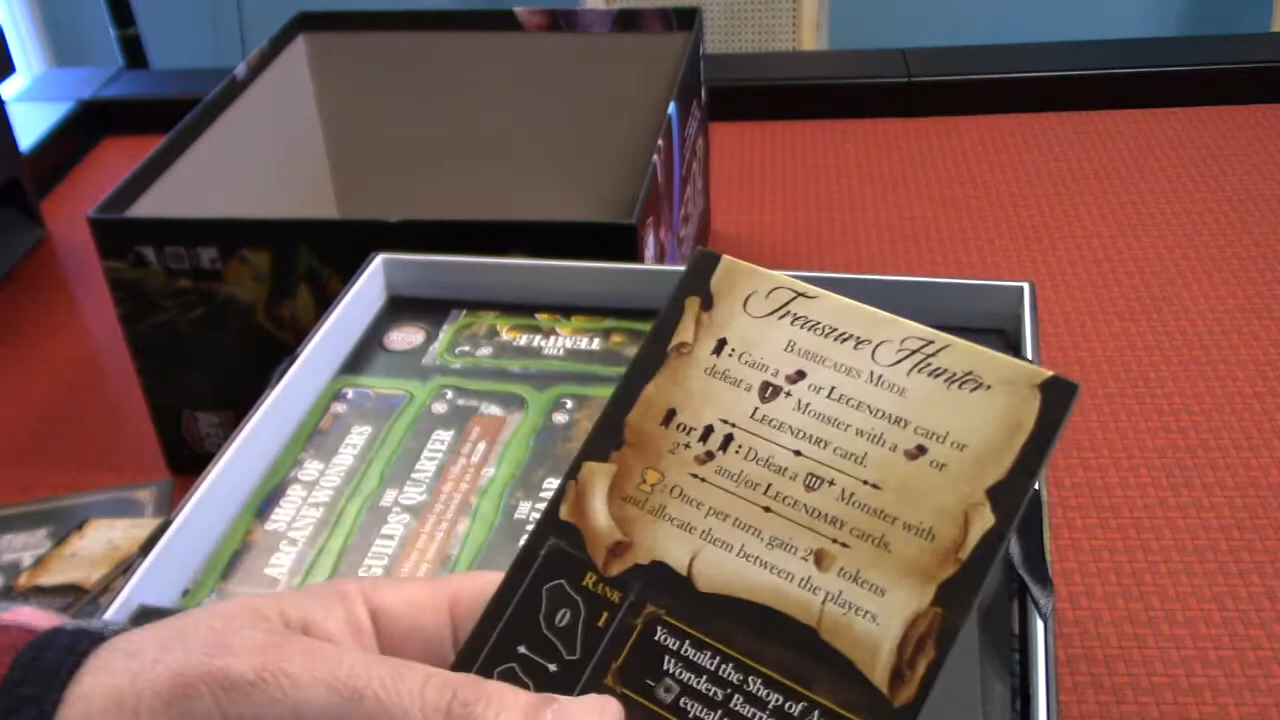 THE
TEMPLE
SHOP OF
ARCANE WONDERS
THE
GUILDS' QUARTER
THE
Treasure Hunter
BARRICADES MODE
: Gain a or LEGENDARY card or
defeat a I+ Monster with a or
LEGENDARY card.
or : Defeat a III+ Monster with
2+ and/or LEGENDARY cards.
: Once per turn, gain 2 tokens
and allocate them between the players.
RANK
1
0
You build the Shop of
Wonders'
equal